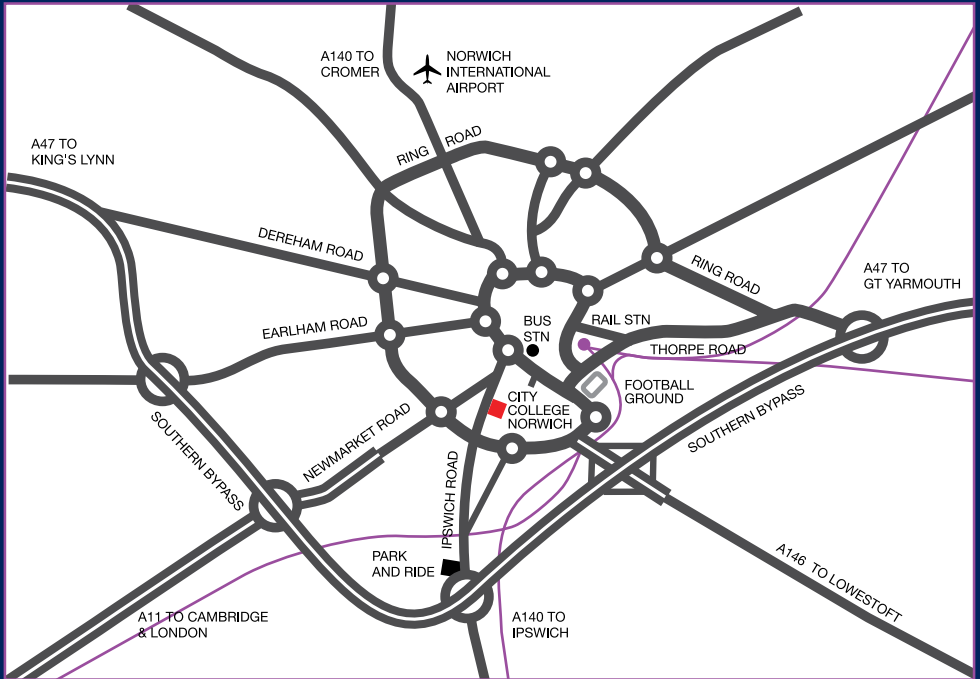 A140 TO
CROMER
NORWICH
INTERNATIONAL
AIRPORT
RING ROAD
A47 TO
KING'S LYNN
DEREHAM ROAD
RING ROAD
A47 TO
GT YARMOUTH
EARLHAM ROAD
BUS
STN
RAIL STN
THORPE ROAD
FOOTBALL
GROUND
CITY
COLLEGE
NORWICH
SOUTHERN BYPASS
NEWMARKET ROAD
SOUTHERN BYPASS
IPSWICH ROAD
PARK
AND RIDE
A146 TO LOWESTOFT
A11 TO CAMBRIDGE
& LONDON
A140 TO
IPSWICH